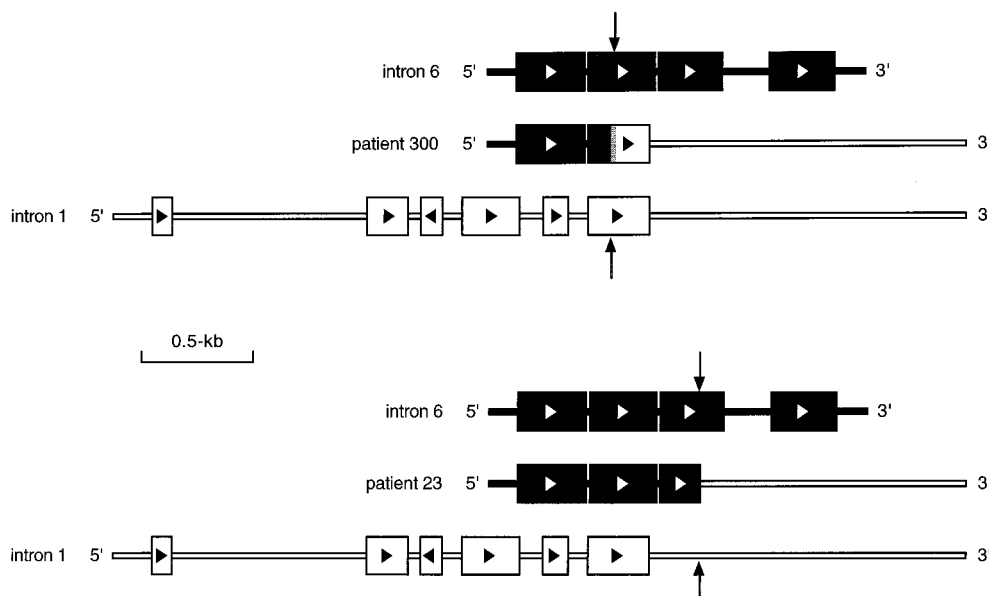 intron 6 5' 3'
patient 300 5' 3
intron 1 5' 3
0.5-kb
intron 6 5' 3'
patient 23 5' 3
intron 1 5' 3